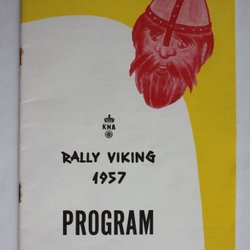 KNA
RALLY VIKING
1957
PROGRAM